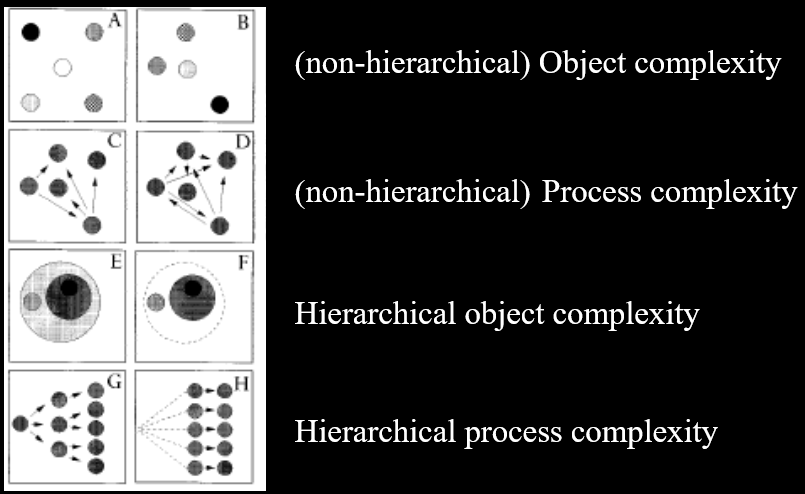 A B (non-hierarchical) Object complexity
C D (non-hierarchical) Process complexity
E F Hierarchical object complexity
G H Hierarchical process complexity